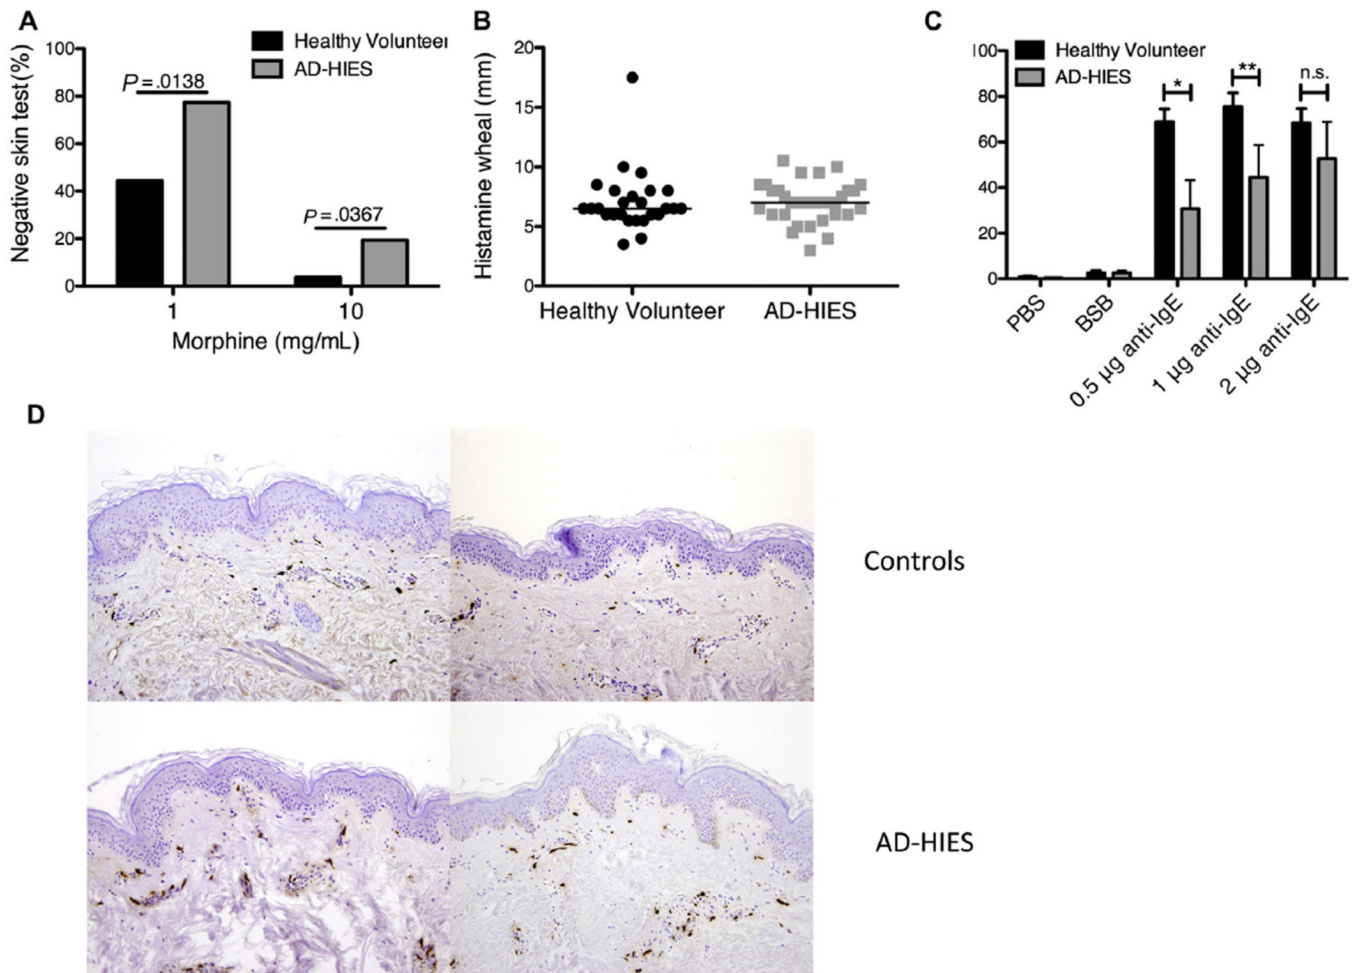 A
Negative skin test(%)
100
80
60
40
20
0
Healthy Volunteer
AD-HIES
P=.0138
P=.0367
1
10
Morphine (mg/mL)
B
Histamine wheal (mm)
20
15
10
5
0
Healthy Volunteer
AD-HIES
C
100
80
60
40
20
0
Healthy Volunteer
AD-HIES
*
**
n.s.
PBS
BSB
0.5 µg anti-IgE
1 µg anti-IgE
2 µg anti-IgE
D
Controls
AD-HIES